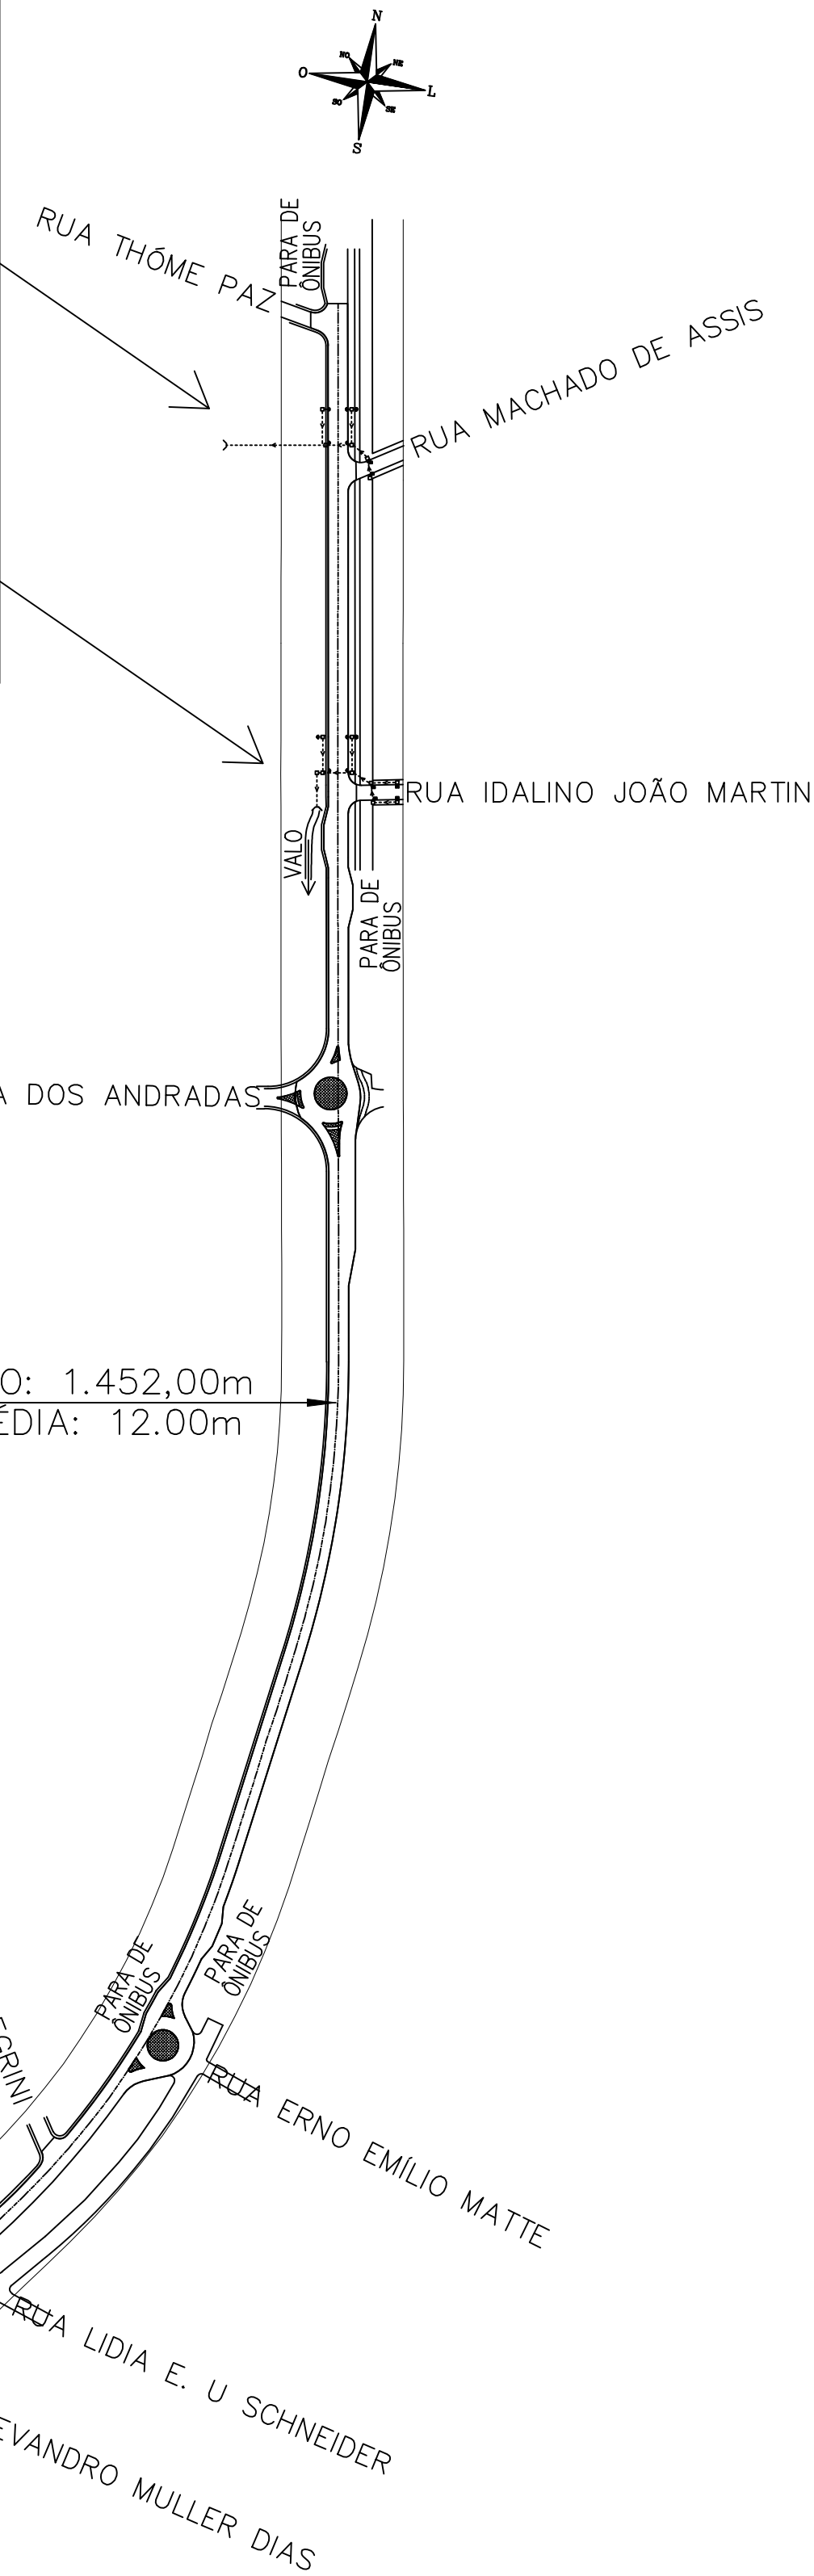 N
NO
NE
O
L
SO
SE
S
RUA THÓME PAZ
PARA DE
ÔNIBUS
RUA MACHADO DE ASSIS
RUA IDALINO JOÃO MARTIN
VALO
PARA DE
ÔNIBUS
A DOS ANDRADAS
O: 1.452,00m
ÉDIA: 12.00m
PARA DE
ÔNIBUS
PARA DE
ÔNIBUS
EGRINI
RUA ERNO EMÍLIO MATTE
RUA LIDIA E. U SCHNEIDER
EVANDRO MULLER DIAS